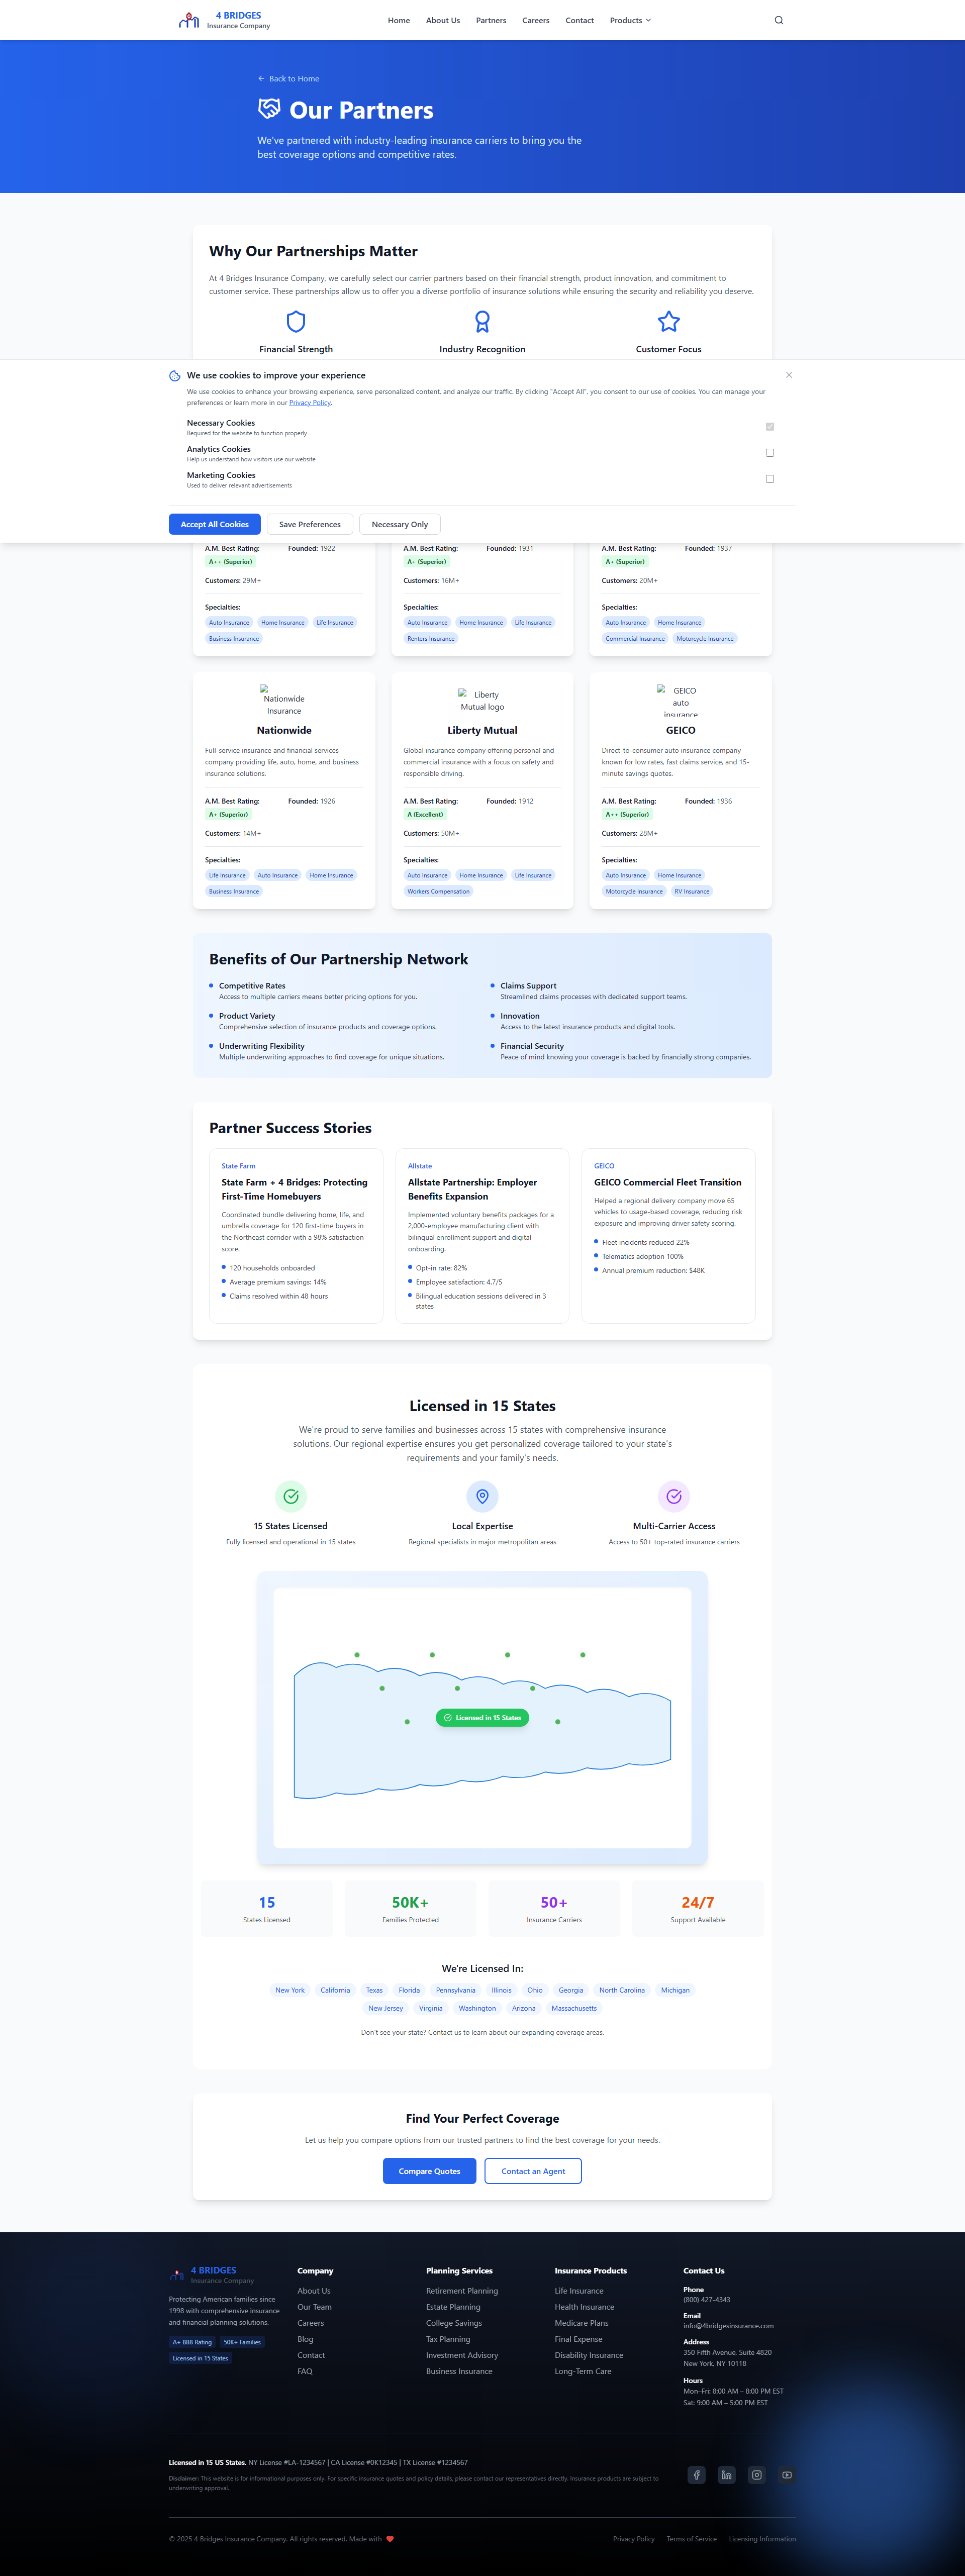 4 BRIDGES
Insurance Company
Home About Us Partners Careers Contact Products
Back to Home
Our Partners
We've partnered with industry-leading insurance carriers to bring you the
best coverage options and competitive rates.
Why Our Partnerships Matter
At 4 Bridges Insurance Company, we carefully select our carrier partners based on their financial strength, product innovation, and commitment to
customer service. These partnerships allow us to offer you a diverse portfolio of insurance solutions while ensuring the security and reliability you deserve.
Financial Strength Industry Recognition Customer Focus
We use cookies to improve your experience
We use cookies to enhance your browsing experience, serve personalized content, and analyze our traffic. By clicking "Accept All", you consent to our use of cookies. You can manage your
preferences or learn more in our Privacy Policy.
Necessary Cookies
Required for the website to function properly
Analytics Cookies
Help us understand how visitors use our website
Marketing Cookies
Used to deliver relevant advertisements
Accept All Cookies Save Preferences Necessary Only
A.M. Best Rating: Founded: 1922
A++ (Superior)
Customers: 29M+
Specialties:
Auto Insurance Home Insurance Life Insurance
Business Insurance
A.M. Best Rating: Founded: 1931
A+ (Superior)
Customers: 16M+
Specialties:
Auto Insurance Home Insurance Life Insurance
Renters Insurance
A.M. Best Rating: Founded: 1937
A+ (Superior)
Customers: 20M+
Specialties:
Auto Insurance Home Insurance
Commercial Insurance Motorcycle Insurance
Nationwide
Insurance
Nationwide
Full-service insurance and financial services
company providing life, auto, home, and business
insurance solutions.
A.M. Best Rating: Founded: 1926
A+ (Superior)
Customers: 14M+
Specialties:
Life Insurance Auto Insurance Home Insurance
Business Insurance
Liberty
Mutual logo
Liberty Mutual
Global insurance company offering personal and
commercial insurance with a focus on safety and
responsible driving.
A.M. Best Rating: Founded: 1912
A (Excellent)
Customers: 50M+
Specialties:
Auto Insurance Home Insurance Life Insurance
Workers Compensation
GEICO
auto
insurance
GEICO
Direct-to-consumer auto insurance company
known for low rates, fast claims service, and 15-
minute savings quotes.
A.M. Best Rating: Founded: 1936
A++ (Superior)
Customers: 28M+
Specialties:
Auto Insurance Home Insurance
Motorcycle Insurance RV Insurance
Benefits of Our Partnership Network
Competitive Rates
Access to multiple carriers means better pricing options for you.
Product Variety
Comprehensive selection of insurance products and coverage options.
Underwriting Flexibility
Multiple underwriting approaches to find coverage for unique situations.
Claims Support
Streamlined claims processes with dedicated support teams.
Innovation
Access to the latest insurance products and digital tools.
Financial Security
Peace of mind knowing your coverage is backed by financially strong companies.
Partner Success Stories
State Farm
State Farm + 4 Bridges: Protecting
First-Time Homebuyers
Coordinated bundle delivering home, life, and
umbrella coverage for 120 first-time buyers in
the Northeast corridor with a 98% satisfaction
score.
120 households onboarded
Average premium savings: 14%
Claims resolved within 48 hours
Allstate
Allstate Partnership: Employer
Benefits Expansion
Implemented voluntary benefits packages for a
2,000-employee manufacturing client with
bilingual enrollment support and digital
onboarding.
Opt-in rate: 82%
Employee satisfaction: 4.7/5
Bilingual education sessions delivered in 3
states
GEICO
GEICO Commercial Fleet Transition
Helped a regional delivery company move 65
vehicles to usage-based coverage, reducing risk
exposure and improving driver safety scoring.
Fleet incidents reduced 22%
Telematics adoption 100%
Annual premium reduction: $48K
Licensed in 15 States
We're proud to serve families and businesses across 15 states with comprehensive insurance
solutions. Our regional expertise ensures you get personalized coverage tailored to your state's
requirements and your family's needs.
15 States Licensed
Fully licensed and operational in 15 states
Local Expertise
Regional specialists in major metropolitan areas
Multi-Carrier Access
Access to 50+ top-rated insurance carriers
Licensed in 15 States
15
States Licensed
50K+
Families Protected
50+
Insurance Carriers
24/7
Support Available
We're Licensed In:
New York California Texas Florida Pennsylvania Illinois Ohio Georgia North Carolina Michigan
New Jersey Virginia Washington Arizona Massachusetts
Don't see your state? Contact us to learn about our expanding coverage areas.
Find Your Perfect Coverage
Let us help you compare options from our trusted partners to find the best coverage for your needs.
Compare Quotes Contact an Agent
4 BRIDGES
Insurance Company
Protecting American families since
1998 with comprehensive insurance
and financial planning solutions.
A+ BBB Rating 50K+ Families
Licensed in 15 States
Company
About Us
Our Team
Careers
Blog
Contact
FAQ
Planning Services
Retirement Planning
Estate Planning
College Savings
Tax Planning
Investment Advisory
Business Insurance
Insurance Products
Life Insurance
Health Insurance
Medicare Plans
Final Expense
Disability Insurance
Long-Term Care
Contact Us
Phone
(800) 427-4343
Email
info@4bridgesinsurance.com
Address
350 Fifth Avenue, Suite 4820
New York, NY 10118
Hours
Mon–Fri: 8:00 AM – 8:00 PM EST
Sat: 9:00 AM – 5:00 PM EST
Licensed in 15 US States. NY License #LA-1234567 | CA License #0K12345 | TX License #1234567
Disclaimer: This website is for informational purposes only. For specific insurance quotes and policy details, please contact our representatives directly. Insurance products are subject to
underwriting approval.
© 2025 4 Bridges Insurance Company. All rights reserved. Made with
Privacy Policy Terms of Service Licensing Information